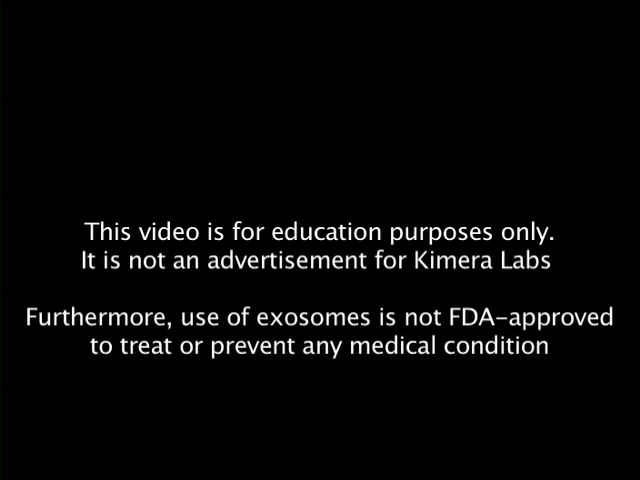 This video is for education purposes only.
It is not an advertisement for Kimera Labs
Furthermore, use of exosomes is not FDA-approved
to treat or prevent any medical condition